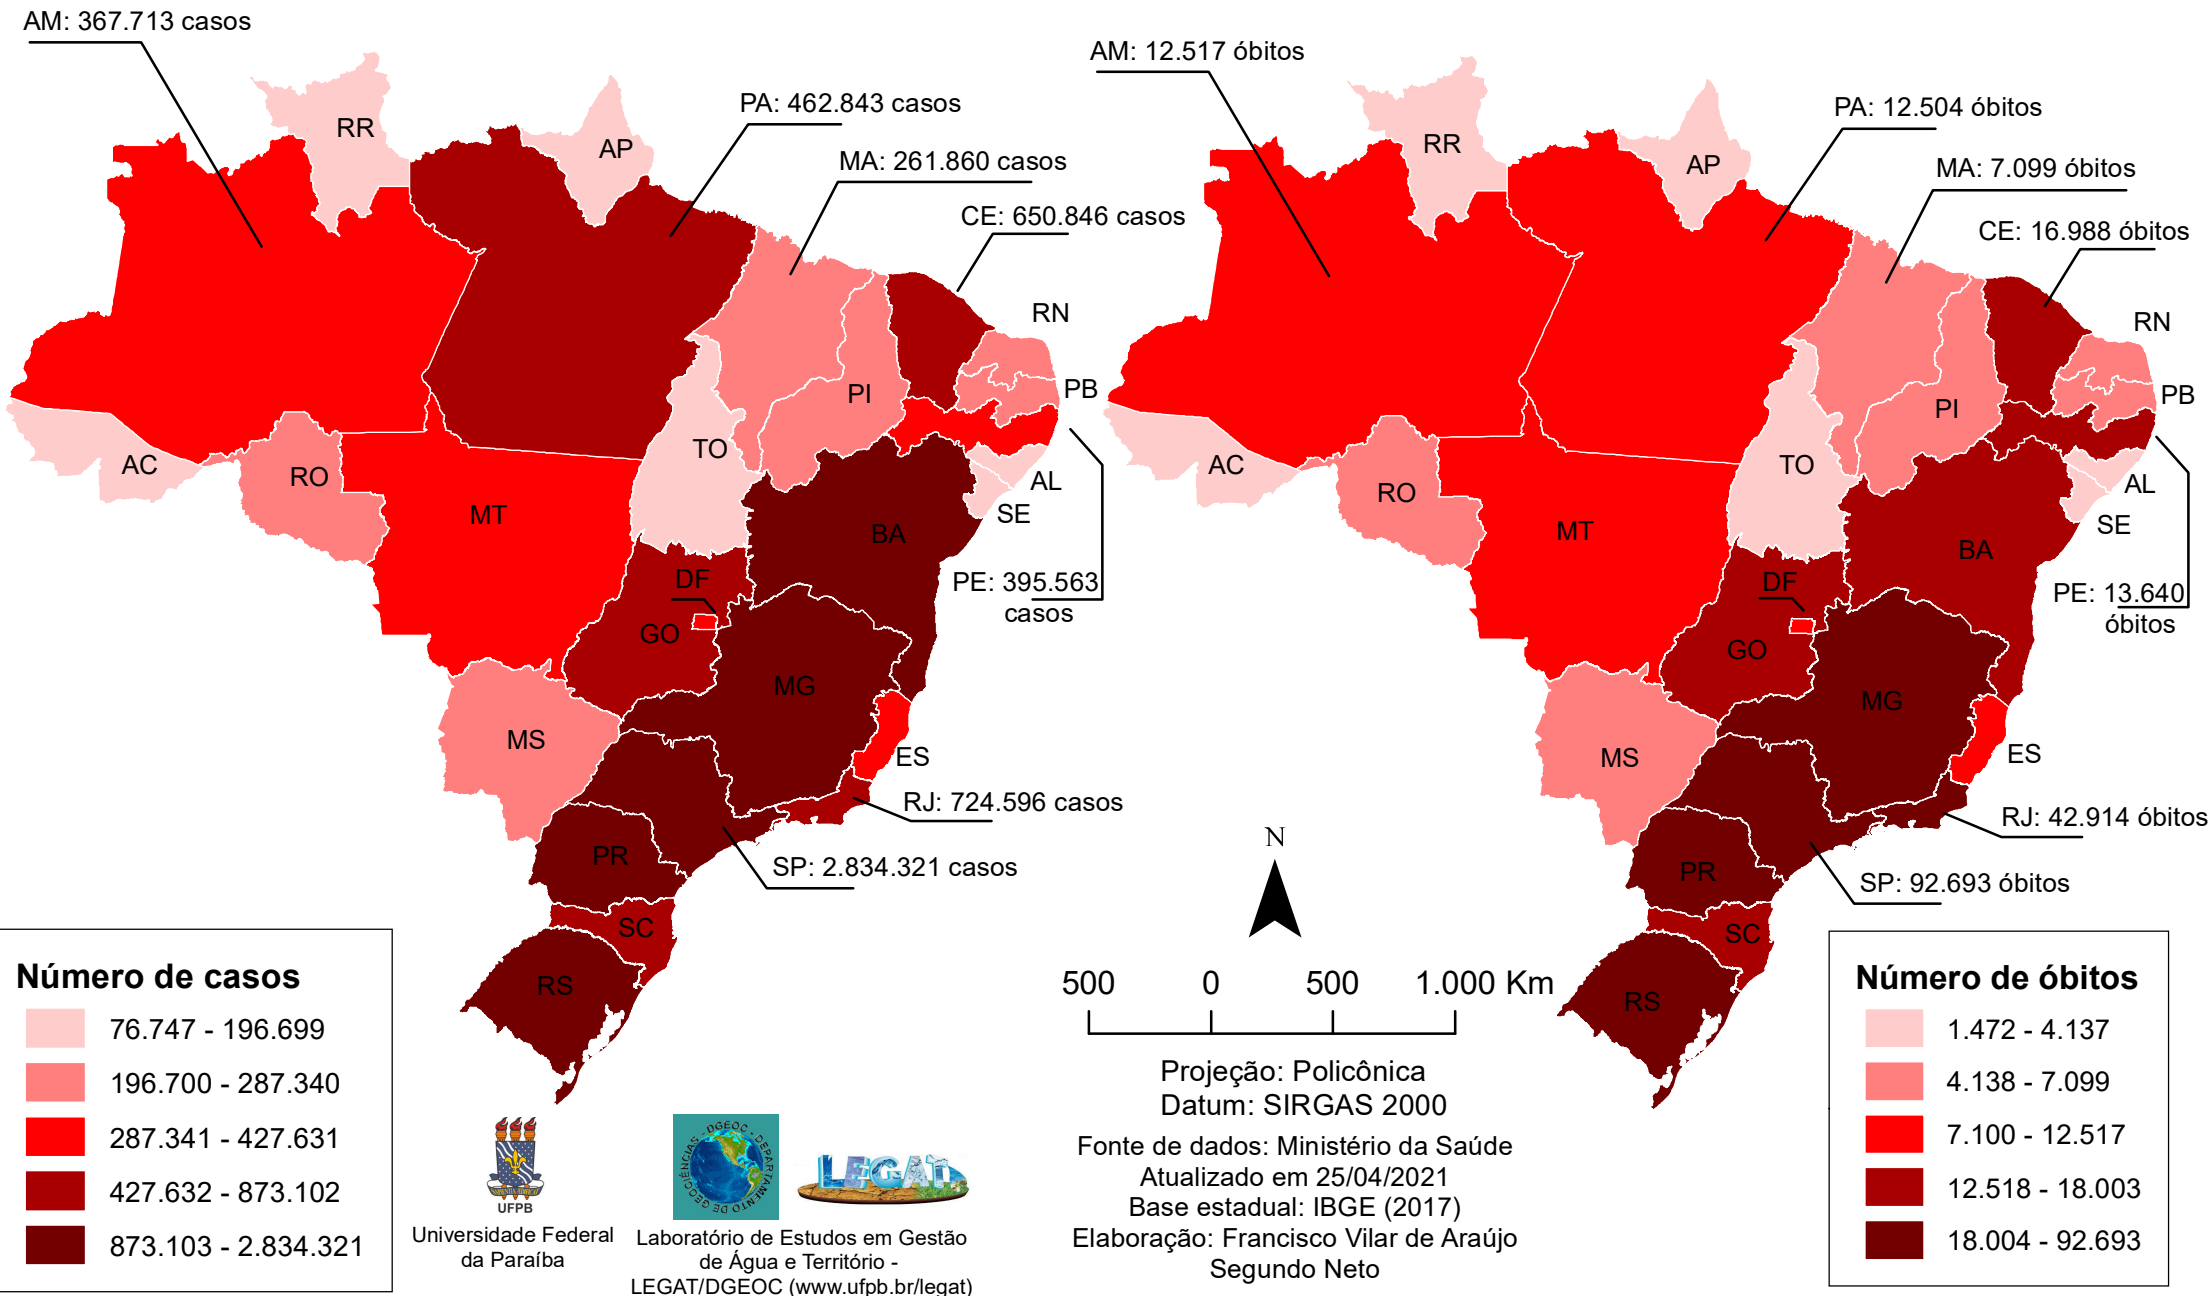 AM: 367.713 casos
RR
AP
PA: 462.843 casos
MA: 261.860 casos
CE: 650.846 casos
RN
PB
PI
TO
AC
RO
MT
AL
SE
BA
PE: 395.563
casos
DF
GO
MG
MS
ES
RJ: 724.596 casos
SP: 2.834.321 casos
PR
SC
RS
AM: 12.517 óbitos
RR
AP
PA: 12.504 óbitos
MA: 7.099 óbitos
CE: 16.988 óbitos
RN
PB
PI
TO
AC
RO
MT
AL
SE
BA
PE: 13.640
óbitos
DF
GO
MG
MS
ES
RJ: 42.914 óbitos
SP: 92.693 óbitos
PR
SC
RS
Número de casos
76.747 - 196.699
196.700 - 287.340
287.341 - 427.631
427.632 - 873.102
873.103 - 2.834.321
UFPB
Universidade Federal
da Paraíba
DGEOC - DEPARTAMENTO DE GEOCIÊNCIAS -
LEGAT
Laboratório de Estudos em Gestão
de Água e Território -
LEGAT/DGEOC (www.ufpb.br/legat)
N
500 0 500 1.000 Km
Projeção: Policônica
Datum: SIRGAS 2000
Fonte de dados: Ministério da Saúde
Atualizado em 25/04/2021
Base estadual: IBGE (2017)
Elaboração: Francisco Vilar de Araújo
Segundo Neto
Número de óbitos
1.472 - 4.137
4.138 - 7.099
7.100 - 12.517
12.518 - 18.003
18.004 - 92.693